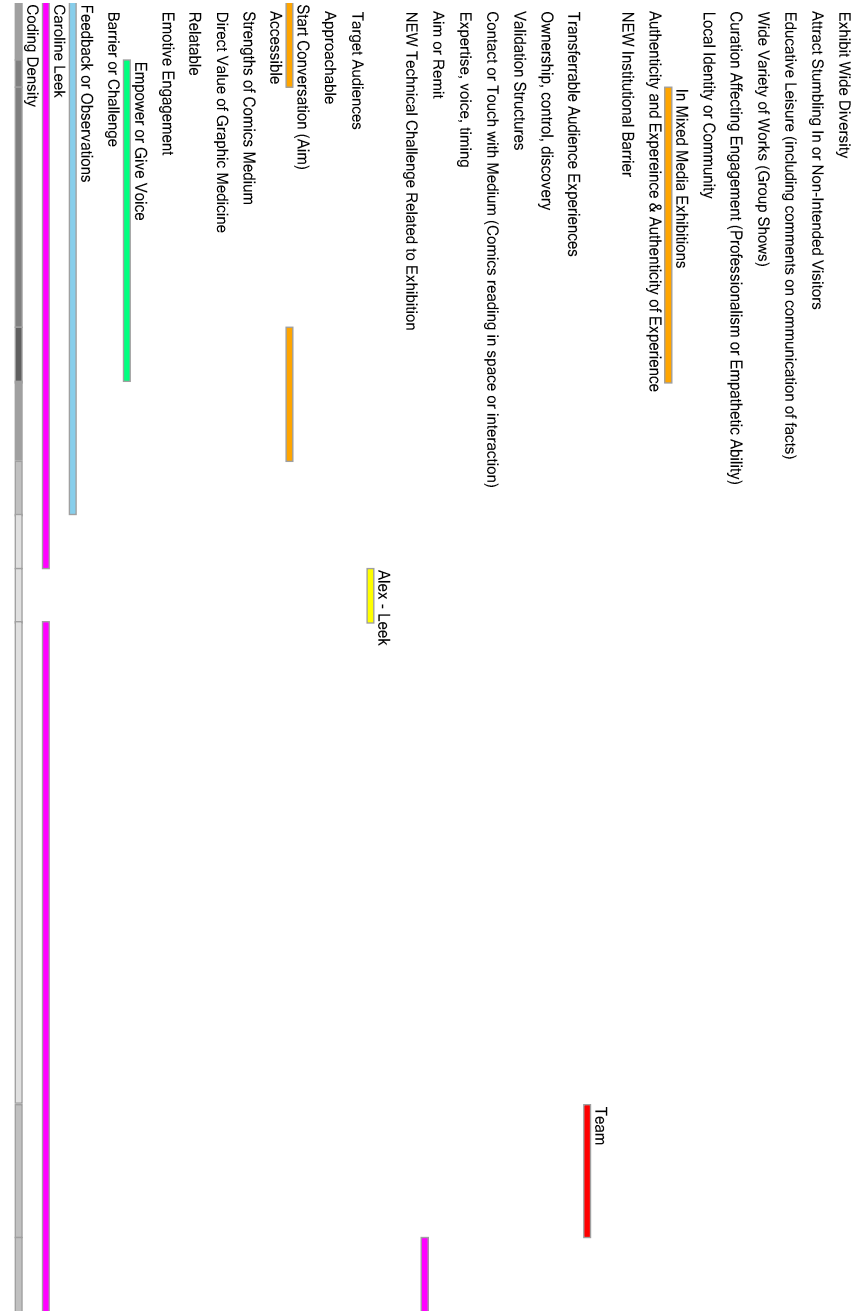 Coding Density
Caroline Leek
Feedback or Observations
Barrier or Challenge
Empower or Give Voice
Emotive Engagement
Relatable
Direct Value of Graphic Medicine
Strengths of Comics Medium
Accessible
Start Conversation (Aim)
Approachable
Target Audiences
Alex - Leek
NEW Technical Challenge Related to Exhibition
Aim or Remit
Expertise, voice, timing
Contact or Touch with Medium (Comics reading in space or interaction)
Validation Structures
Ownership, control, discovery
Transferrable Audience Experiences
Team
NEW Institutional Barrier
Authenticity and Expereince & Authenticity of Experience
In Mixed Media Exhibitions
Local Identity or Community
Curation Affecting Engagement (Professionalism or Empathetic Ability)
Wide Variety of Works (Group Shows)
Educative Leisure (including comments on communication of facts)
Attract Stumbling In or Non-Intended Visitors
Exhibit Wide Diversity